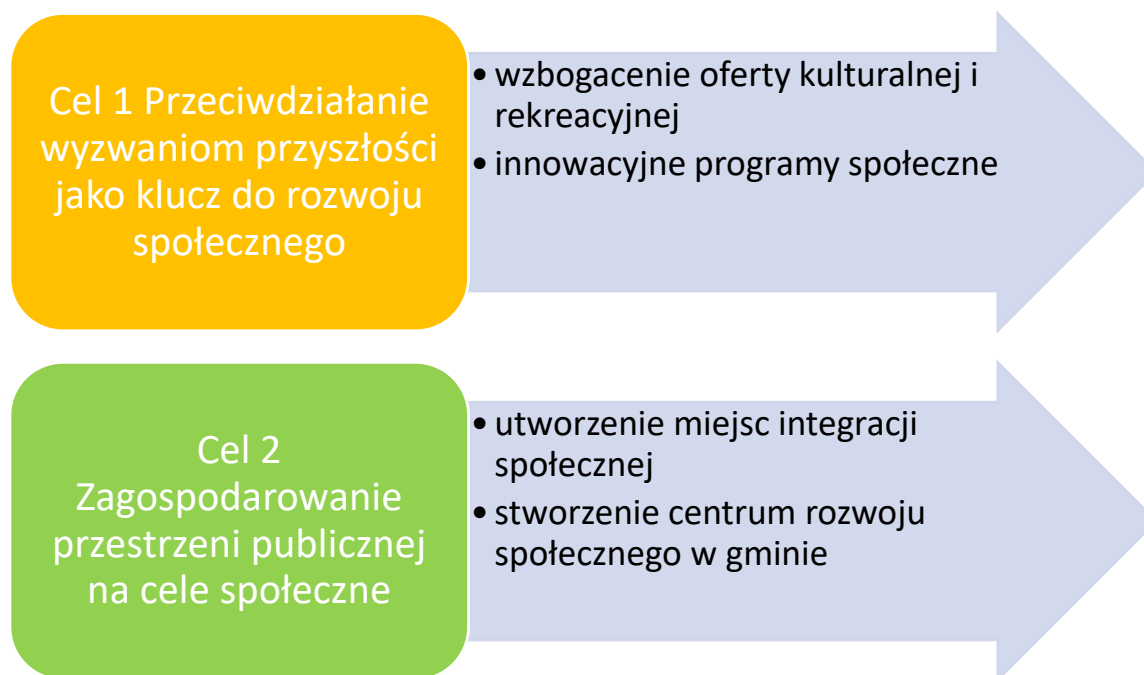 Cel 1 Przeciwdziałanie
wyzwaniom przyszłości
jako klucz do rozwoju
społecznego
• wzbogacenie oferty kulturalnej i
rekreacyjnej
• innowacyjne programy społeczne
Cel 2
Zagospodarowanie
przestrzeni publicznej
na cele społeczne
• utworzenie miejsc integracji
społecznej
• stworzenie centrum rozwoju
społecznego w gminie